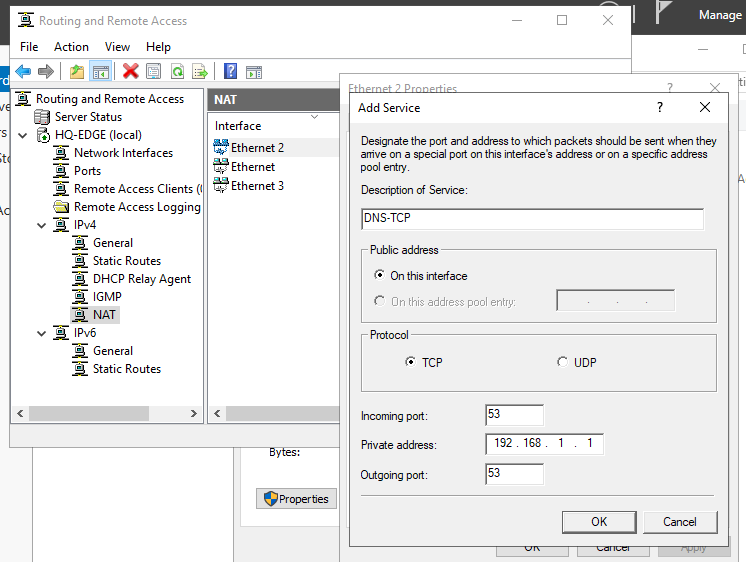 Manage
Routing and Remote Access
File Action View Help
Routing and Remote Access
Server Status
HQ-EDGE (local)
Network Interfaces
Ports
Remote Access Clients (
Remote Access Logging
IPv4
General
Static Routes
DHCP Relay Agent
IGMP
NAT
IPv6
General
Static Routes
NAT
Interface
Ethernet 2
Ethernet
Ethernet 3
Bytes:
Properties
Ethernet 2 Properties
Add Service
Designate the port and address to which packets should be sent when they
arrive on a special port on this interface's address or on a specific address
pool entry.
Description of Service:
DNS-TCP
Public address
On this interface
On this address pool entry: . . .
Protocol
TCP UDP
Incoming port: 53
Private address: 192 . 168 . 1 . 1
Outgoing port: 53
OK Cancel
OK Cancel Apply